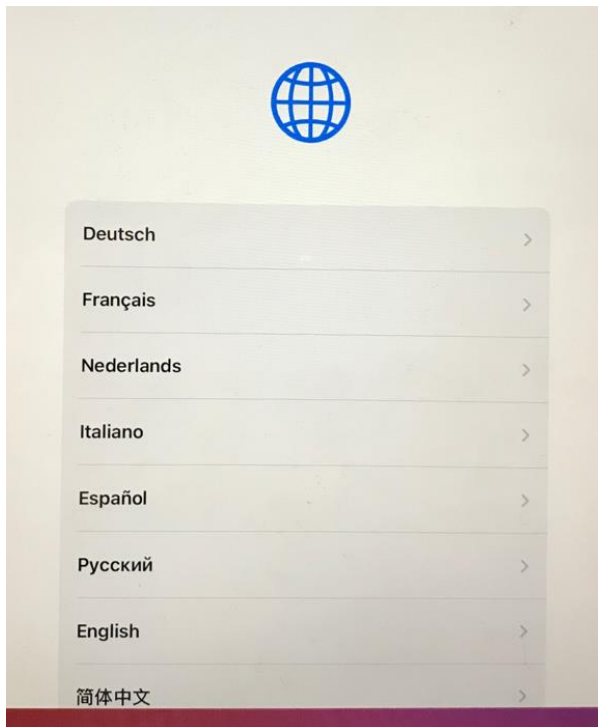 Deutsch
Français
Nederlands
Italiano
Español
Русский
English
简体中文